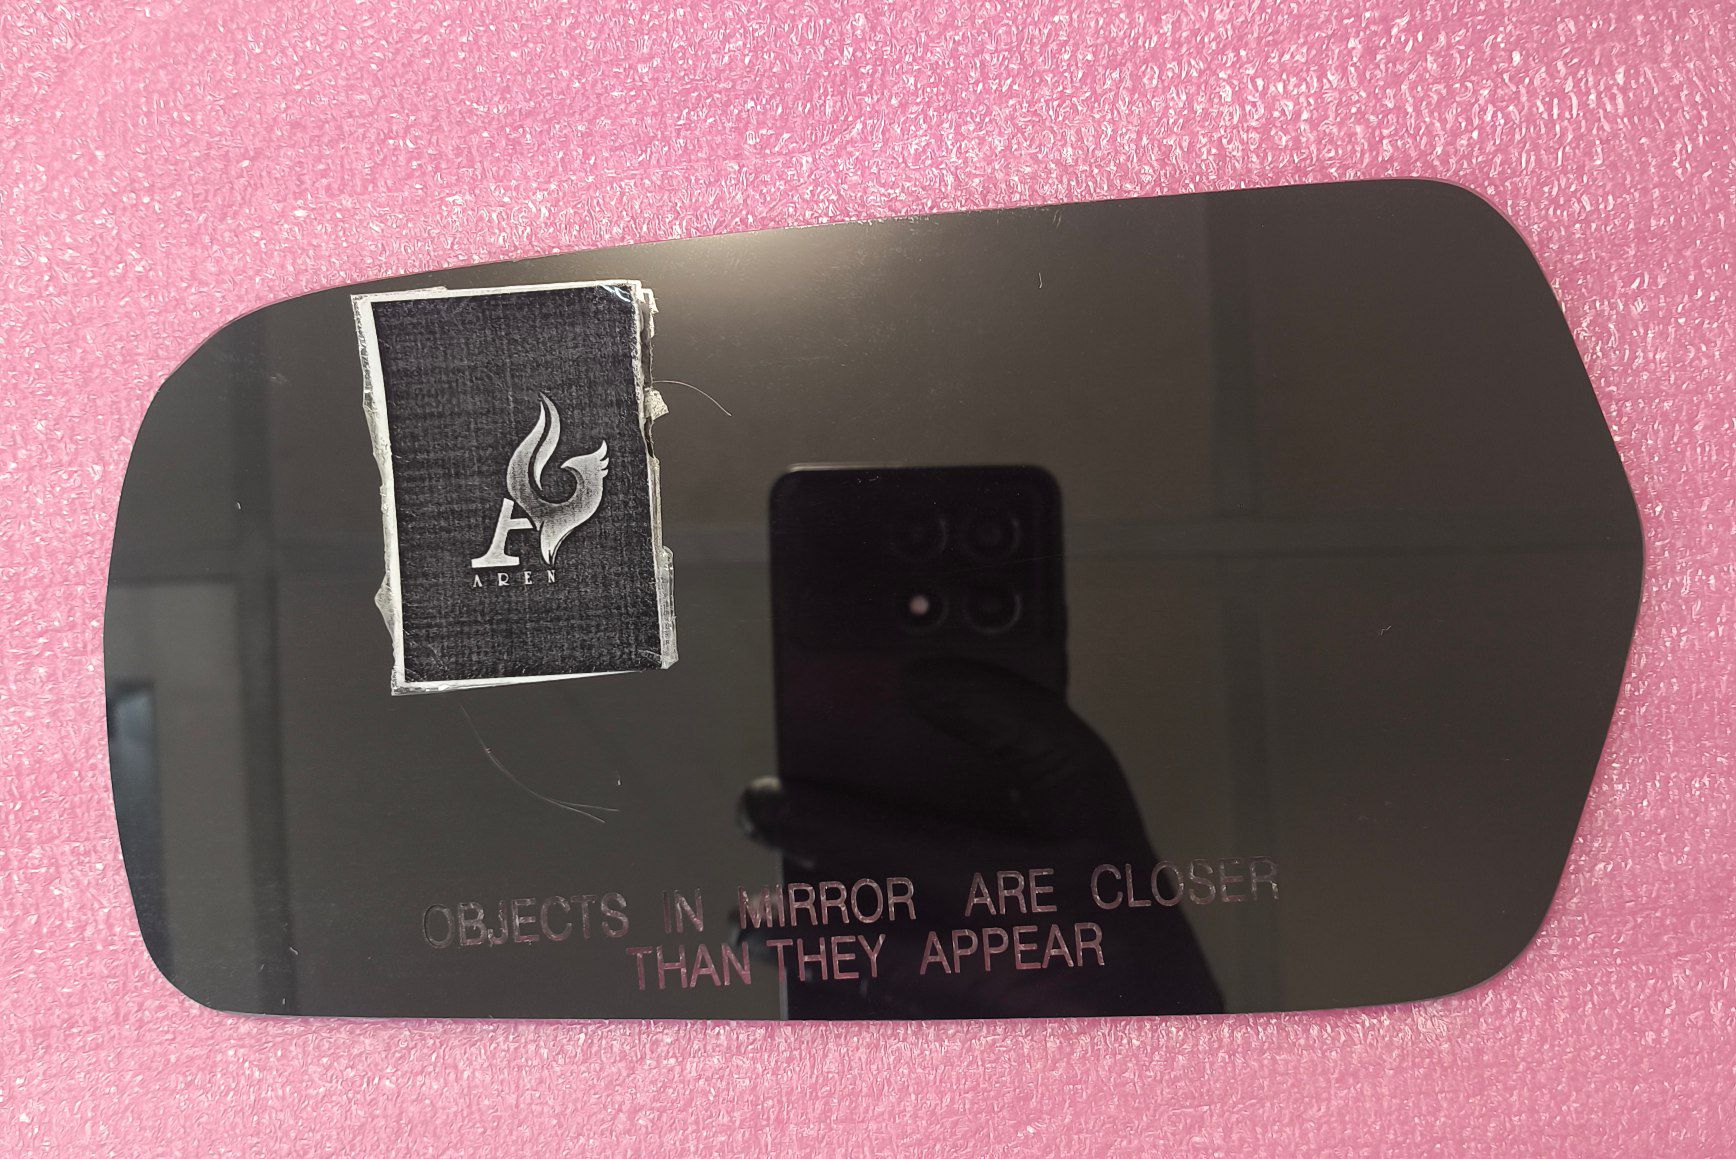 A
AREN
OBJECTS IN MIRROR ARE CLOSER
THAN THEY APPEAR